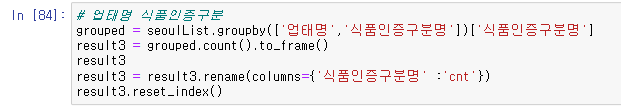 In [84]: # 업태명 식품인증구분
grouped = seoulList.groupby(['업태명','식품인증구분명'])['식품인증구분명']
result3 = grouped.count().to_frame()
result3
result3 = result3.rename(columns={'식품인증구분명' :'cnt'})
result3.reset_index()